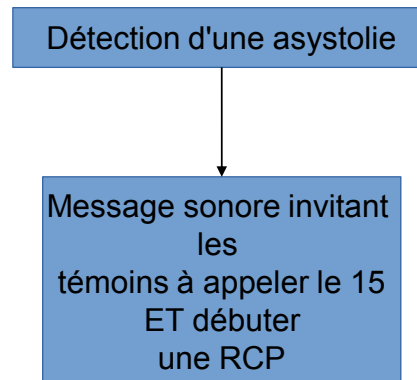 Détection d'une asystolie
Message sonore invitant
les
témoins à appeler le 15
ET débuter
une RCP